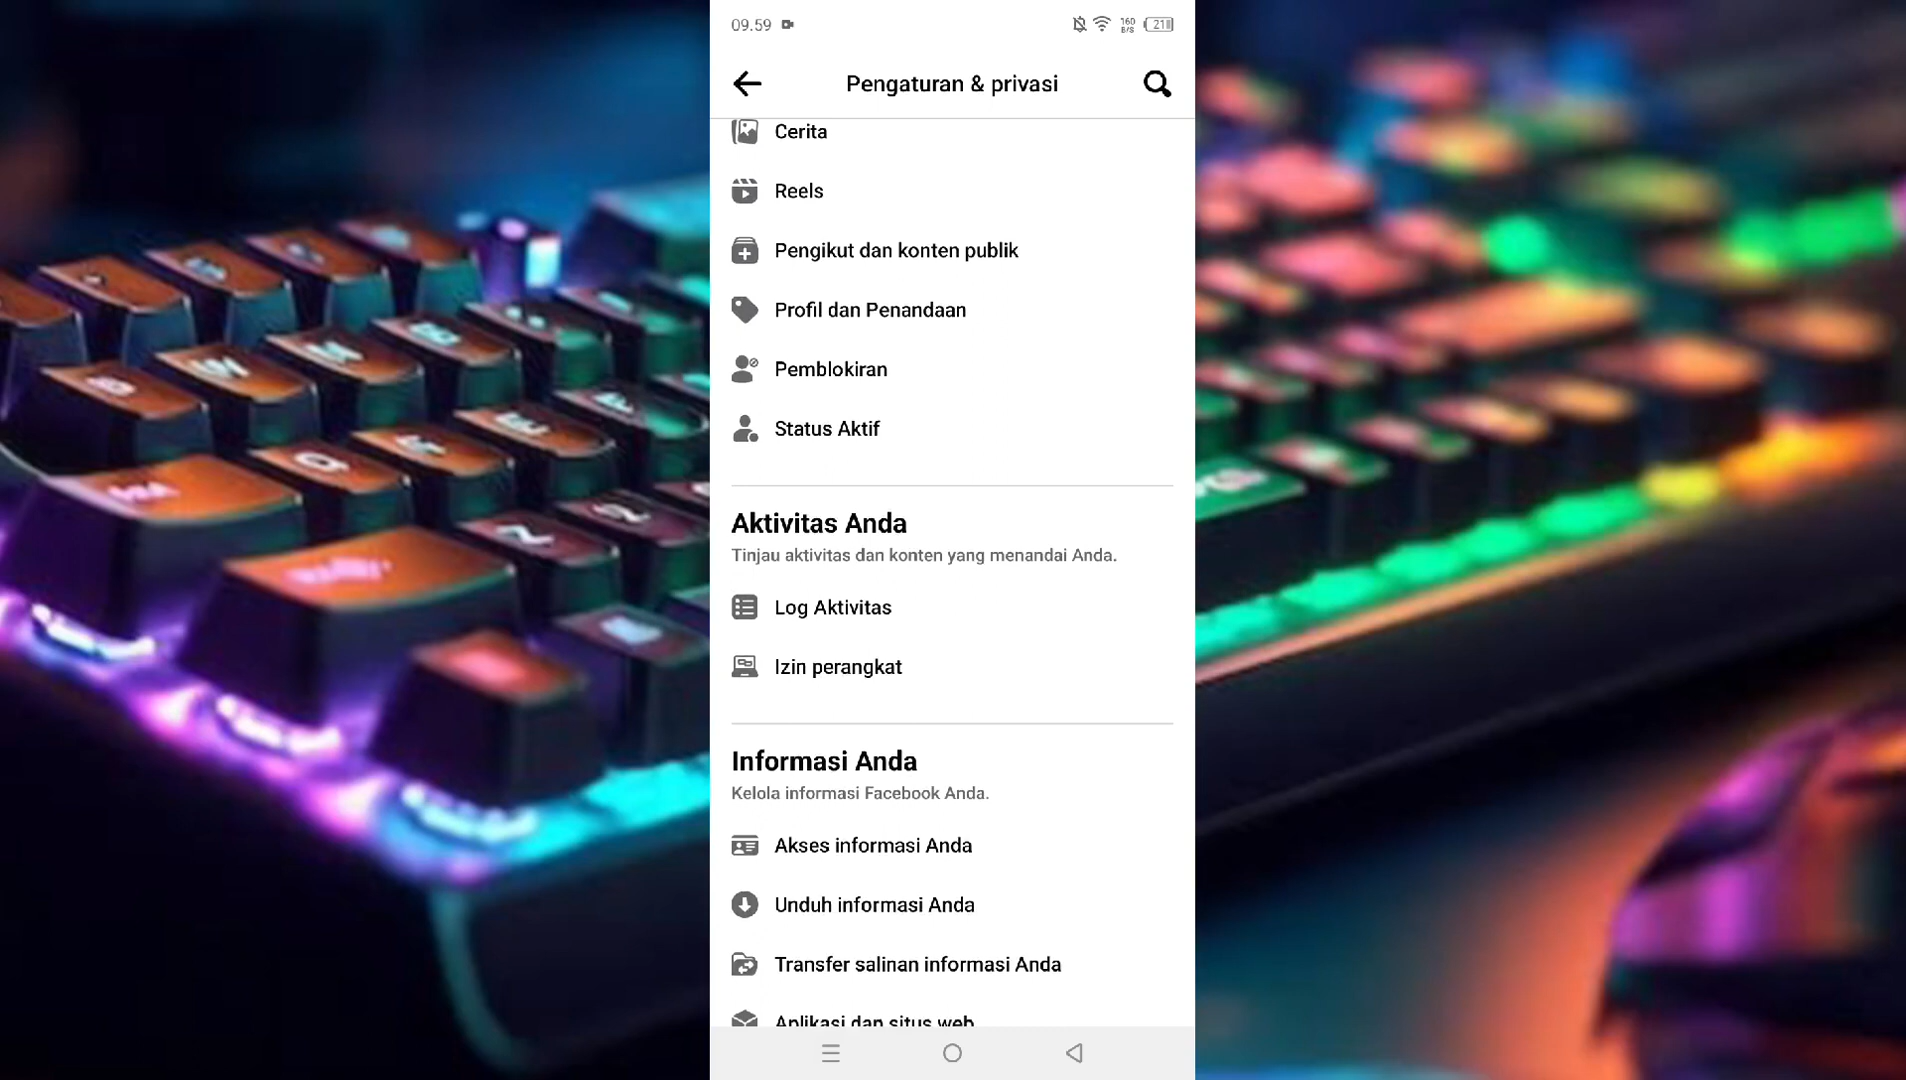 09.59
160
B/S
21
Pengaturan & privasi
Cerita
Reels
Pengikut dan konten publik
Profil dan Penandaan
Pemblokiran
Status Aktif
Aktivitas Anda
Tinjau aktivitas dan konten yang menandai Anda.
Log Aktivitas
Izin perangkat
Informasi Anda
Kelola informasi Facebook Anda.
Akses informasi Anda
Unduh informasi Anda
Transfer salinan informasi Anda
Aplikasi dan situs web